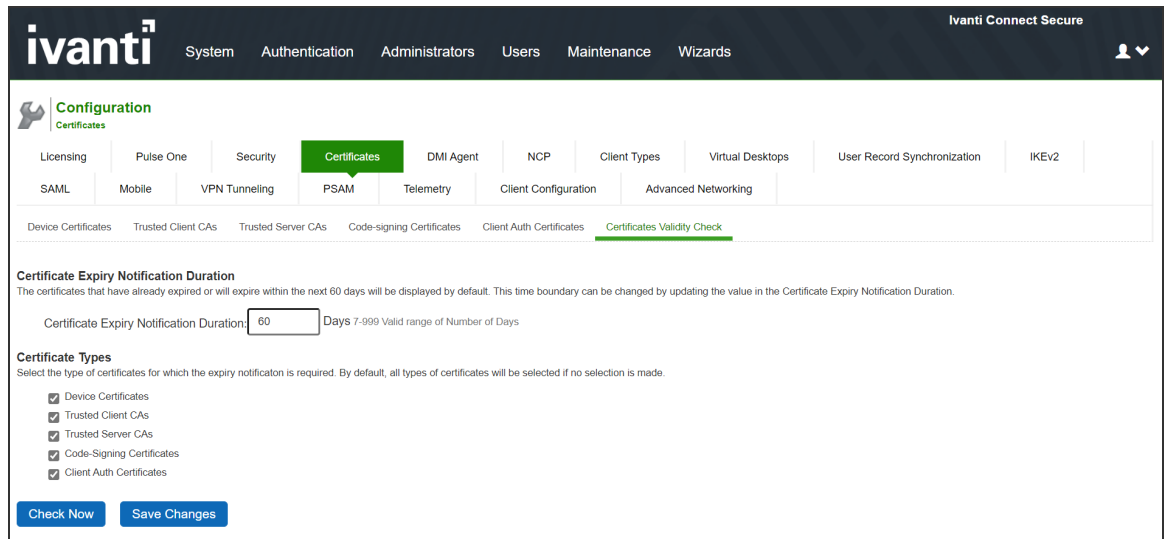 Ivanti Connect Secure
ivanti System Authentication Administrators Users Maintenance Wizards
Configuration
Certificates
Licensing Pulse One Security Certificates DMI Agent NCP Client Types Virtual Desktops User Record Synchronization IKEv2
SAML Mobile VPN Tunneling PSAM Telemetry Client Configuration Advanced Networking
Device Certificates Trusted Client CAs Trusted Server CAs Code-signing Certificates Client Auth Certificates Certificates Validity Check
Certificate Expiry Notification Duration
The certificates that have already expired or will expire within the next 60 days will be displayed by default. This time boundary can be changed by updating the value in the Certificate Expiry Notification Duration.
Certificate Expiry Notification Duration: 60 Days 7-999 Valid range of Number of Days
Certificate Types
Select the type of certificates for which the expiry notificaton is required. By default, all types of certificates will be selected if no selection is made.
Device Certificates
Trusted Client CAs
Trusted Server CAs
Code-Signing Certificates
Client Auth Certificates
Check Now Save Changes